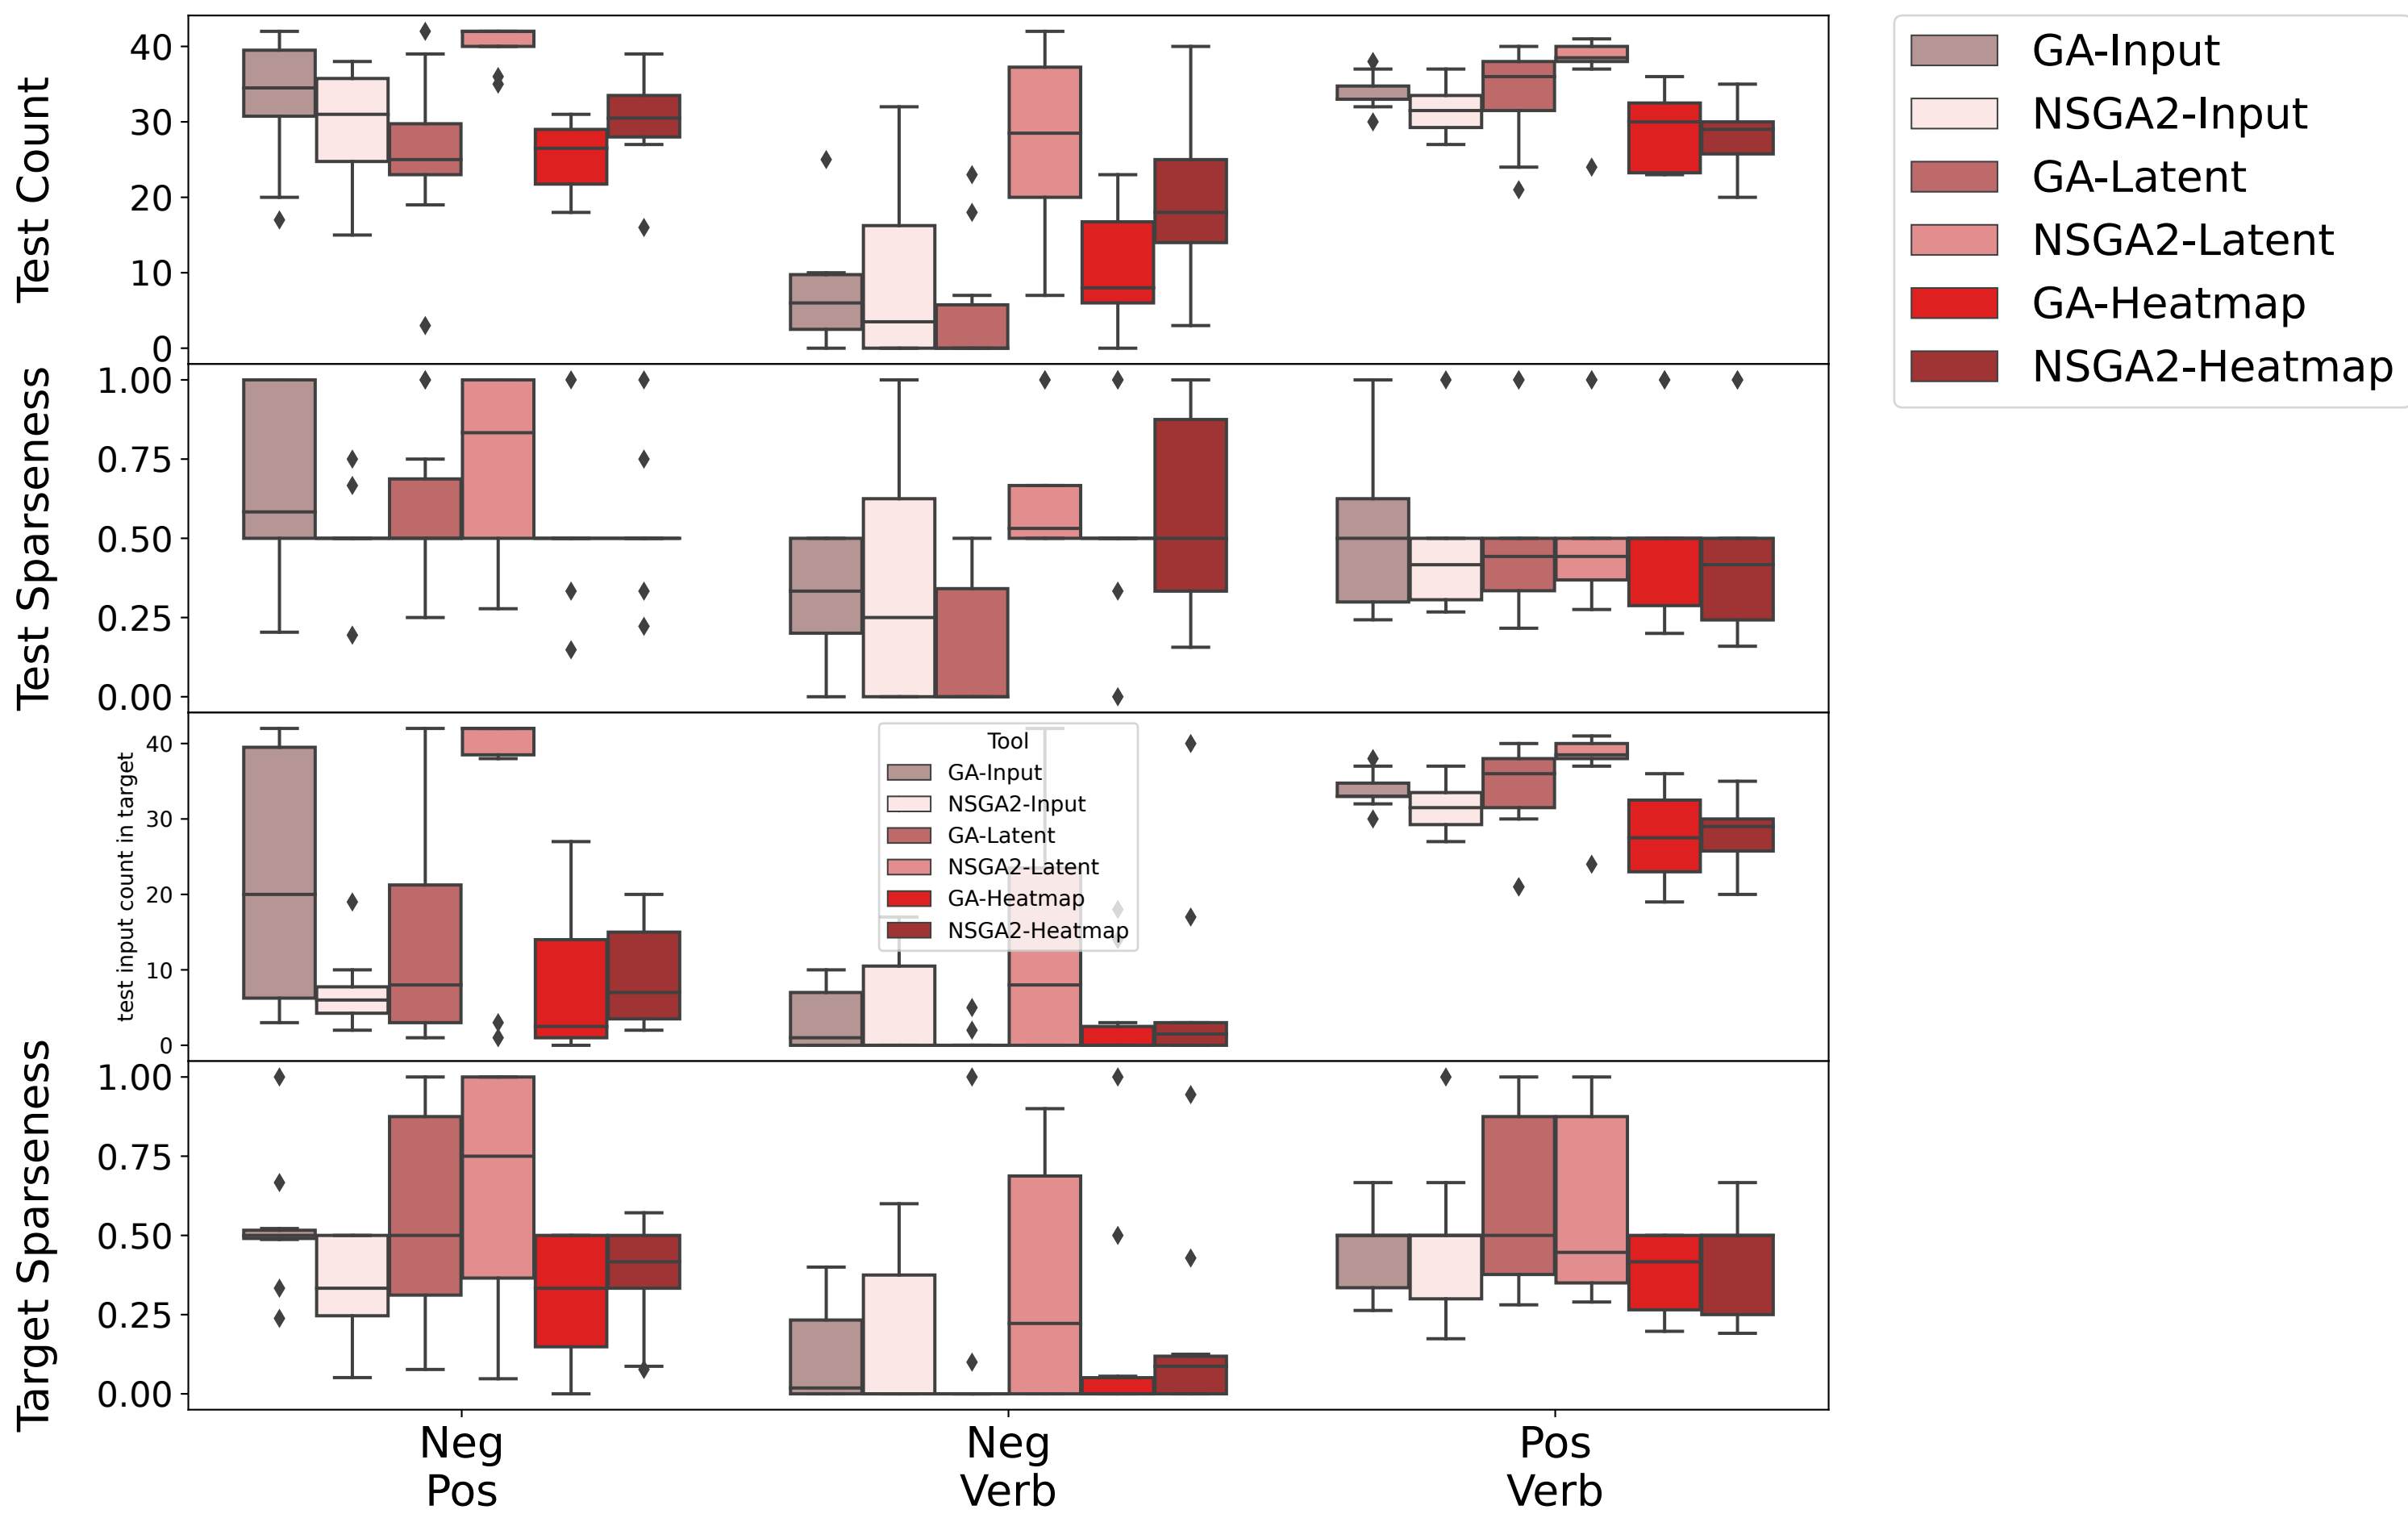 Test Count
40
30
20
10
0
Test Sparseness
1.00
0.75
0.50
0.25
0.00
test input count in target
40
30
20
10
0
Tool
GA-Input
NSGA2-Input
GA-Latent
NSGA2-Latent
GA-Heatmap
NSGA2-Heatmap
Target Sparseness
1.00
0.75
0.50
0.25
0.00
Neg
Pos
Neg
Verb
Pos
Verb
GA-Input
NSGA2-Input
GA-Latent
NSGA2-Latent
GA-Heatmap
NSGA2-Heatmap